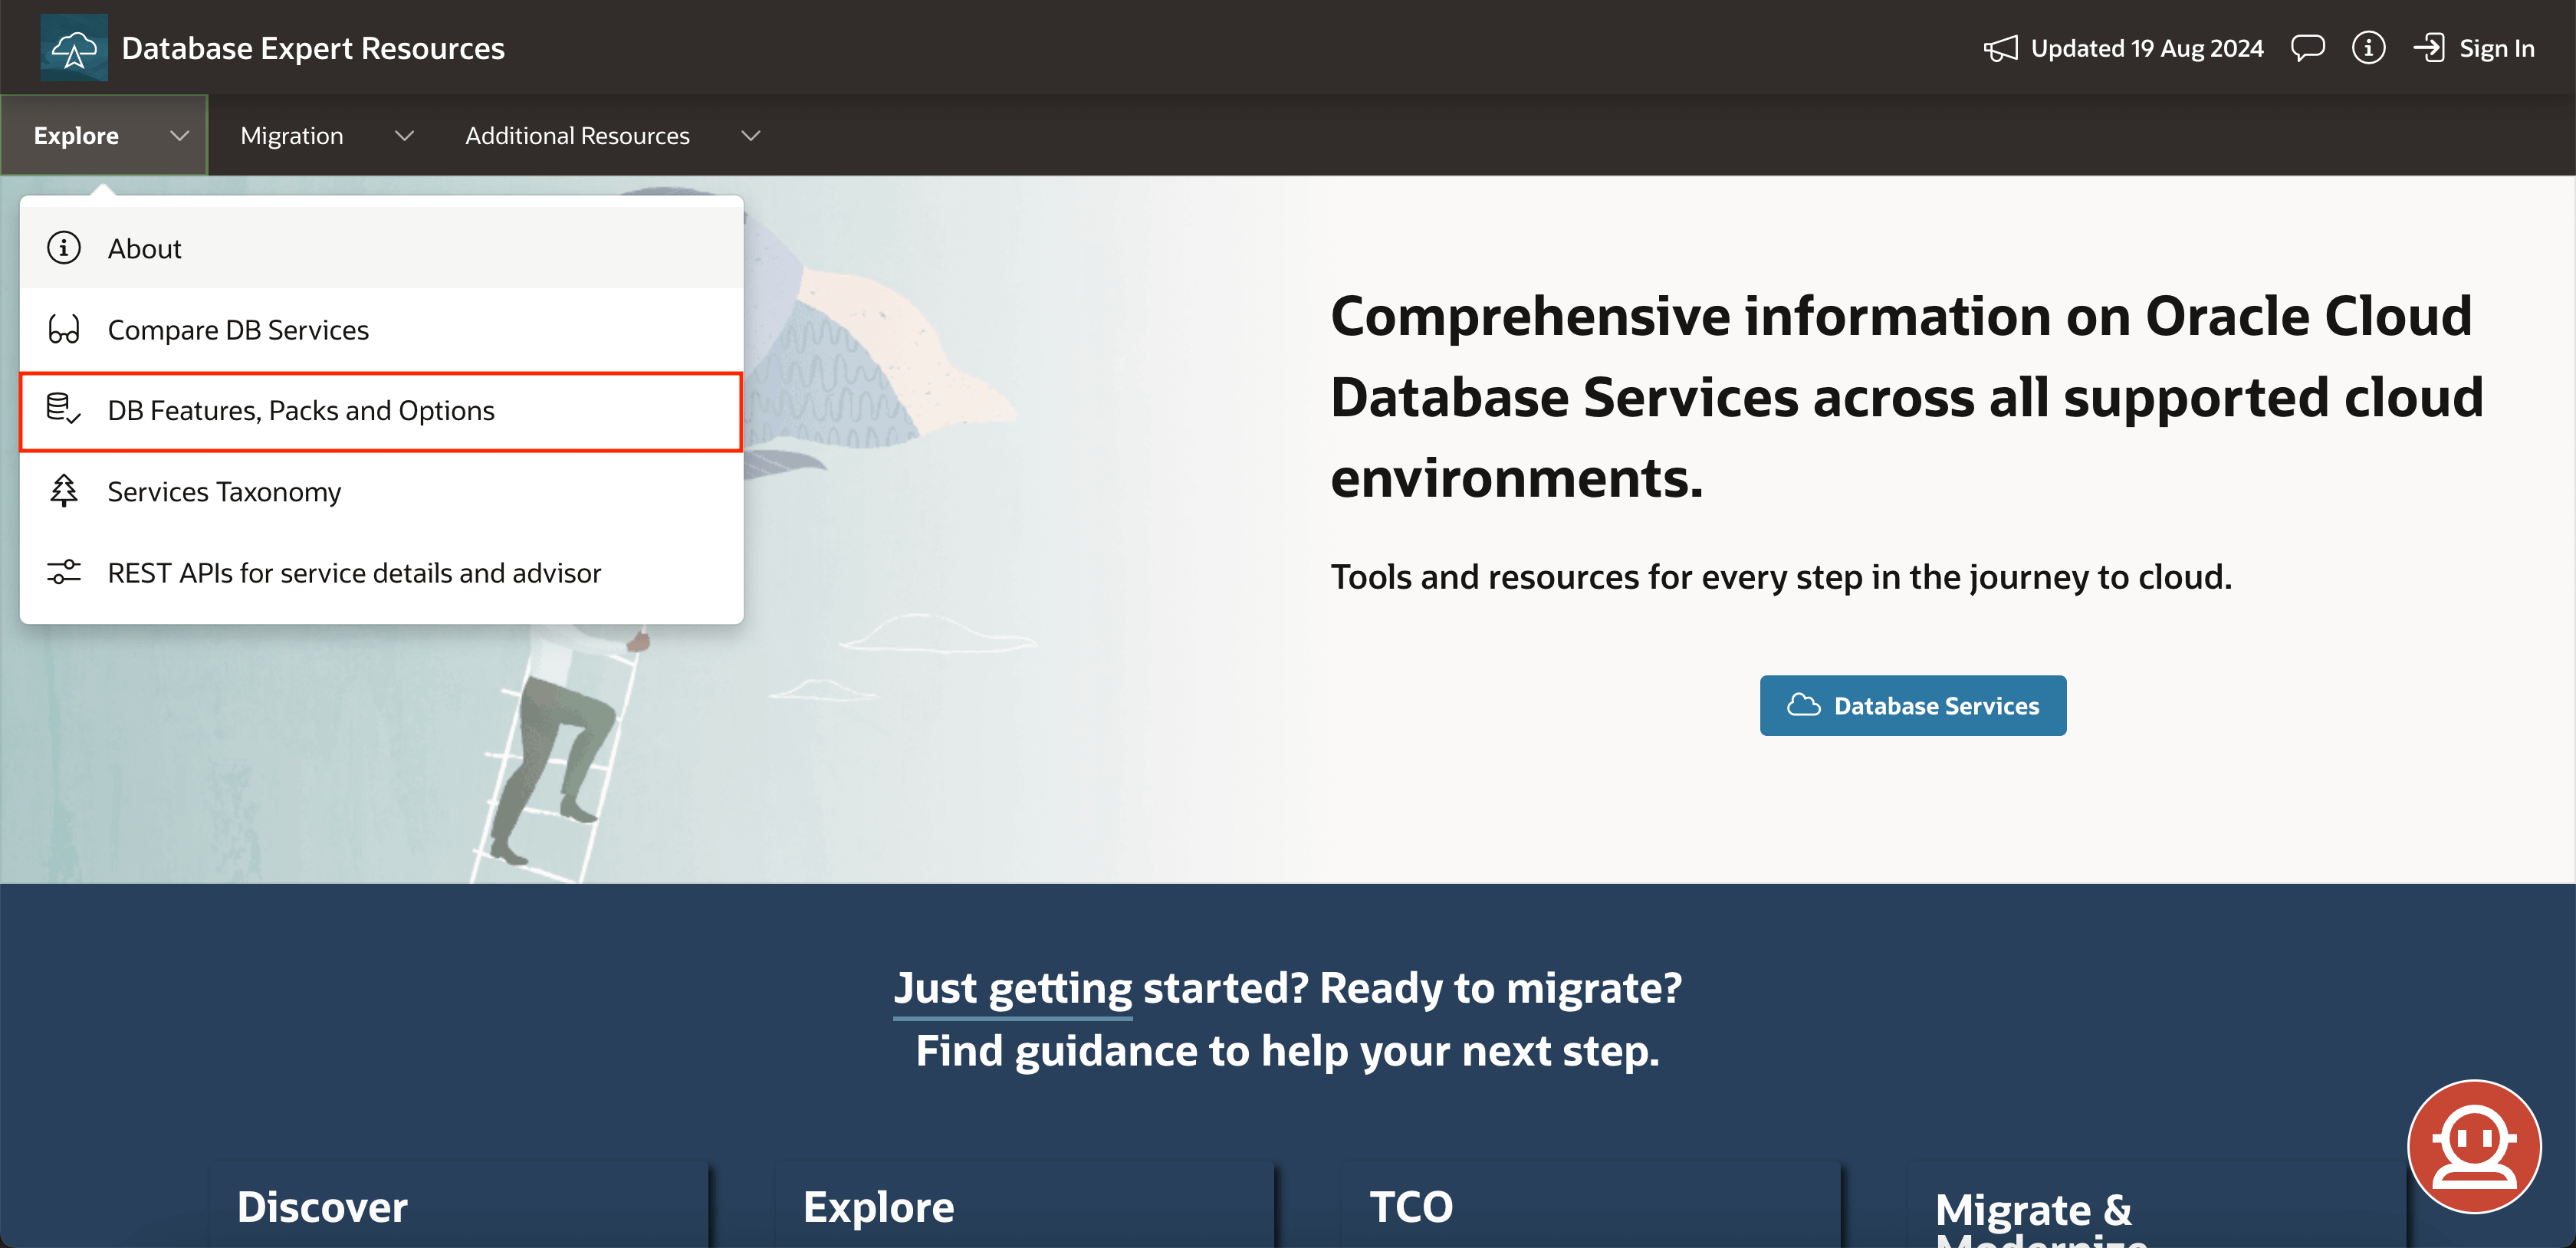 Database Expert Resources
Updated 19 Aug 2024
Sign In
Explore
Migration
Additional Resources
About
Compare DB Services
DB Features, Packs and Options
Services Taxonomy
REST APIs for service details and advisor
Comprehensive information on Oracle Cloud
Database Services across all supported cloud
environments.
Tools and resources for every step in the journey to cloud.
Database Services
Just getting started? Ready to migrate?
Find guidance to help your next step.
Discover
Explore
TCO
Migrate &
Modernize